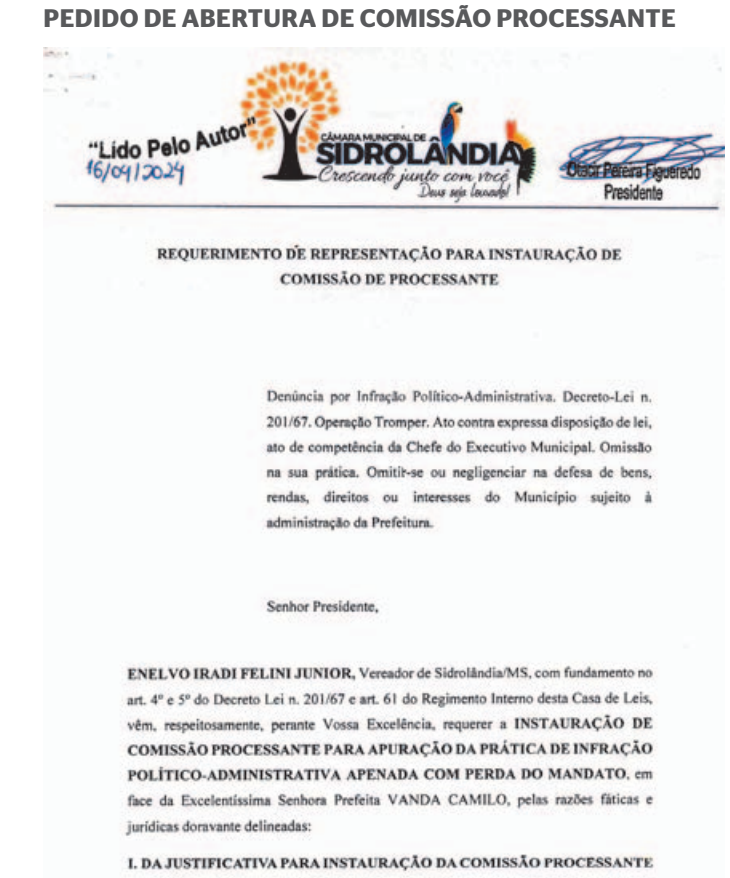 PEDIDO DE ABERTURA DE COMISSÃO PROCESSANTE
"Lido Pelo Autor"
16/04/2024
CÂMARA MUNICIPAL DE
SIDROLÂNDIA
Crescendo junto com você
Deus seja louvado!
Otacir Pereira Figueredo
Presidente
REQUERIMENTO DE REPRESENTAÇÃO PARA INSTAURAÇÃO DE
COMISSÃO DE PROCESSANTE
Denúncia por Infração Político-Administrativa. Decreto-Lei n.
201/67. Operação Tromper. Ato contra expressa disposição de lei,
ato de competência da Chefe do Executivo Municipal. Omissão
na sua prática. Omitir-se ou negligenciar na defesa de bens,
rendas, direitos ou interesses do Município sujeito à
administração da Prefeitura.
Senhor Presidente,
ENELVO IRADI FELINI JUNIOR, Vereador de Sidrolândia/MS, com fundamento no
art. 4º e 5º do Decreto Lei n. 201/67 e art. 61 do Regimento Interno desta Casa de Leis,
vêm, respeitosamente, perante Vossa Excelência, requerer a INSTAURAÇÃO DE
COMISSÃO PROCESSANTE PARA APURAÇÃO DA PRÁTICA DE INFRAÇÃO
POLÍTICO-ADMINISTRATIVA APENADA COM PERDA DO MANDATO, em
face da Excelentíssima Senhora Prefeita VANDA CAMILO, pelas razões fáticas e
jurídicas doravante delineadas:
I. DA JUSTIFICATIVA PARA INSTAURAÇÃO DA COMISSÃO PROCESSANTE